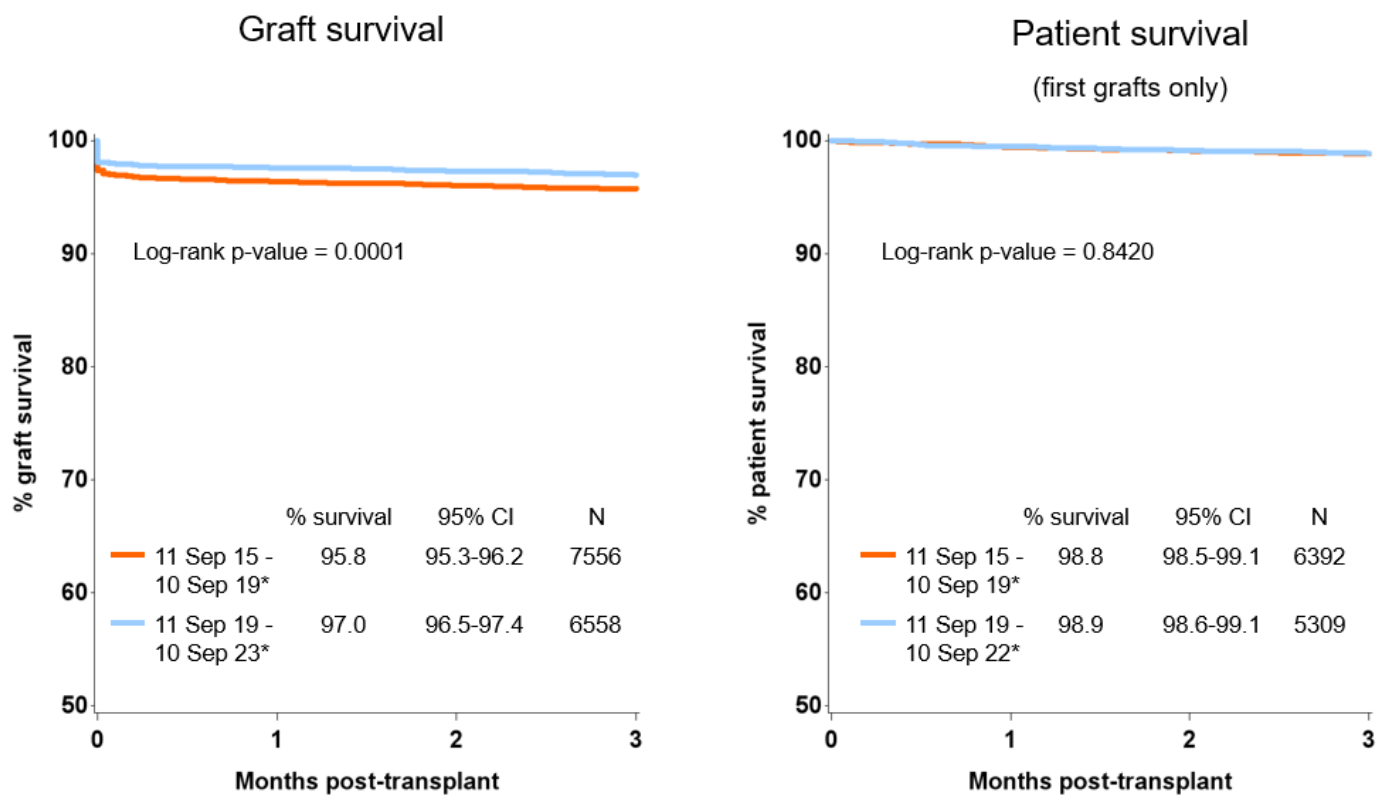 Graft survival
100
90
80
70
60
50
% graft survival
Log-rank p-value = 0.0001
% survival 95% CI N
11 Sep 15 - 95.8 95.3-96.2 7556
10 Sep 19*
11 Sep 19 - 97.0 96.5-97.4 6558
10 Sep 23*
0 1 2 3
Months post-transplant
Patient survival
(first grafts only)
100
90
80
70
60
50
% patient survival
Log-rank p-value = 0.8420
% survival 95% CI N
11 Sep 15 - 98.8 98.5-99.1 6392
10 Sep 19*
11 Sep 19 - 98.9 98.6-99.1 5309
10 Sep 22*
0 1 2 3
Months post-transplant